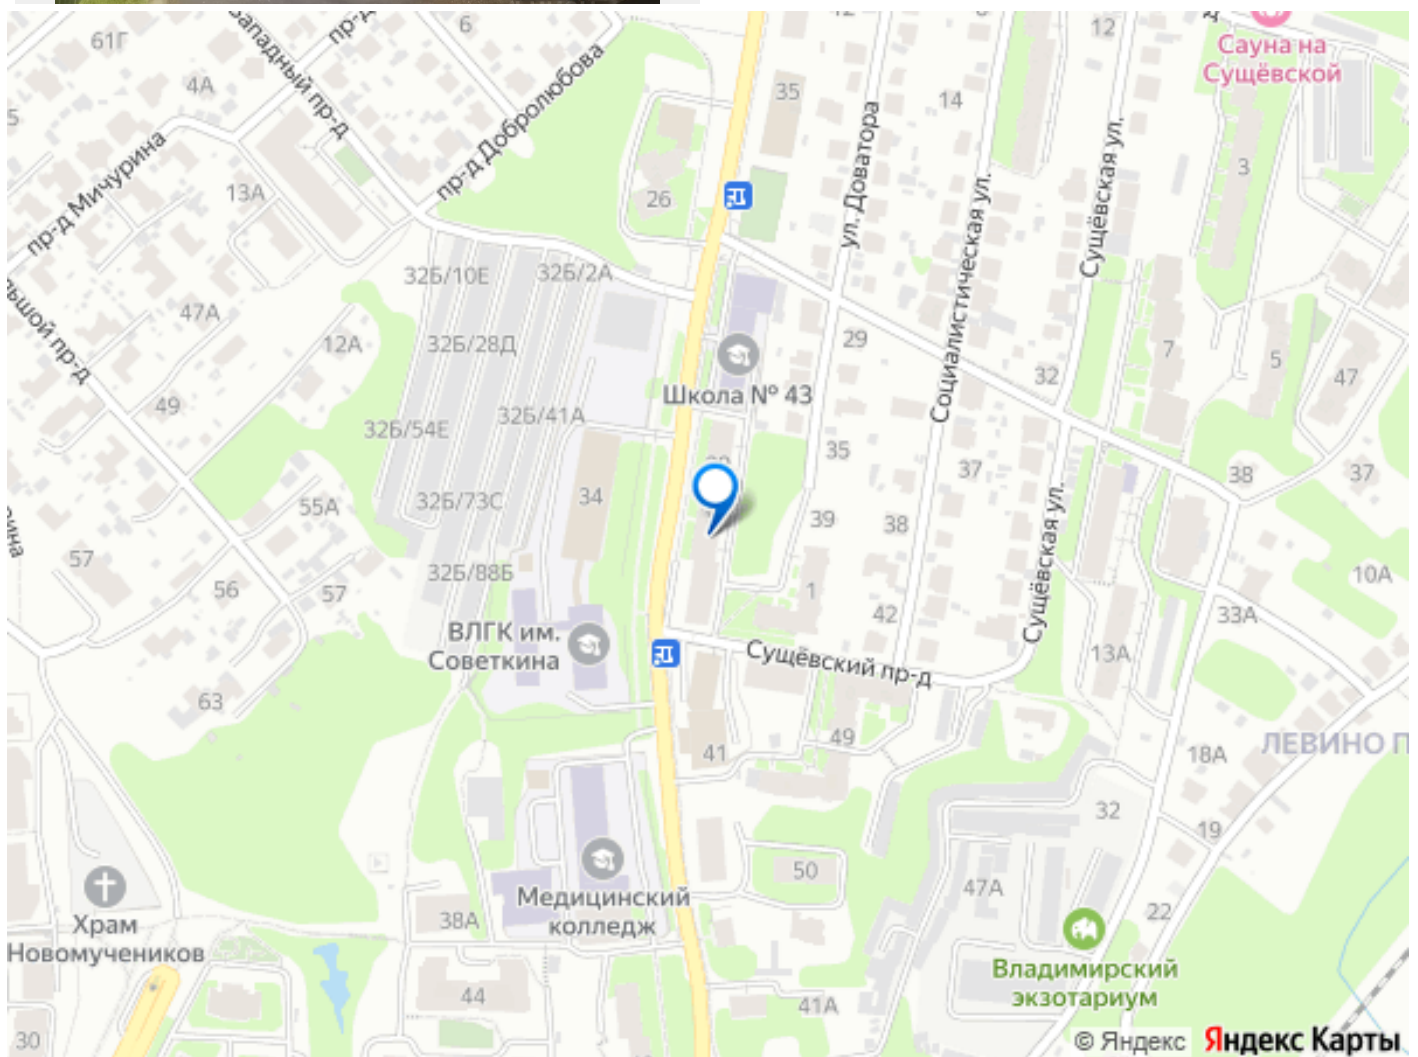 61Г
пр-д
6
12
6
12
Сауна на
Сущёвской
Западный пр-д
4А
35
14
5
пр-д Добролюбова
ул. Доватора
Сущёвская ул.
3
пр-д Мичурина
13А
26
Социалистическая ул.
32Б/10Е
32Б/2А
47А
12А
32Б/28Д
29
7
5
47
32
Школа № 43
49
32Б/54Е
32Б/41А
35
37
38
37
55А
32Б/73С
34
39
38
Сущёвская ул.
57
56
57
32Б/88Б
1
10А
42
33А
ВЛГК им.
Советкина
Сущёвский пр-д
13А
63
41
49
18А
ЛЕВИНО П
32
19
50
47А
Медицинский
колледж
38А
22
Храм
Новомучеников
Владимирский
экзотариум
44
41А
30
© Яндекс Яндекс Карты